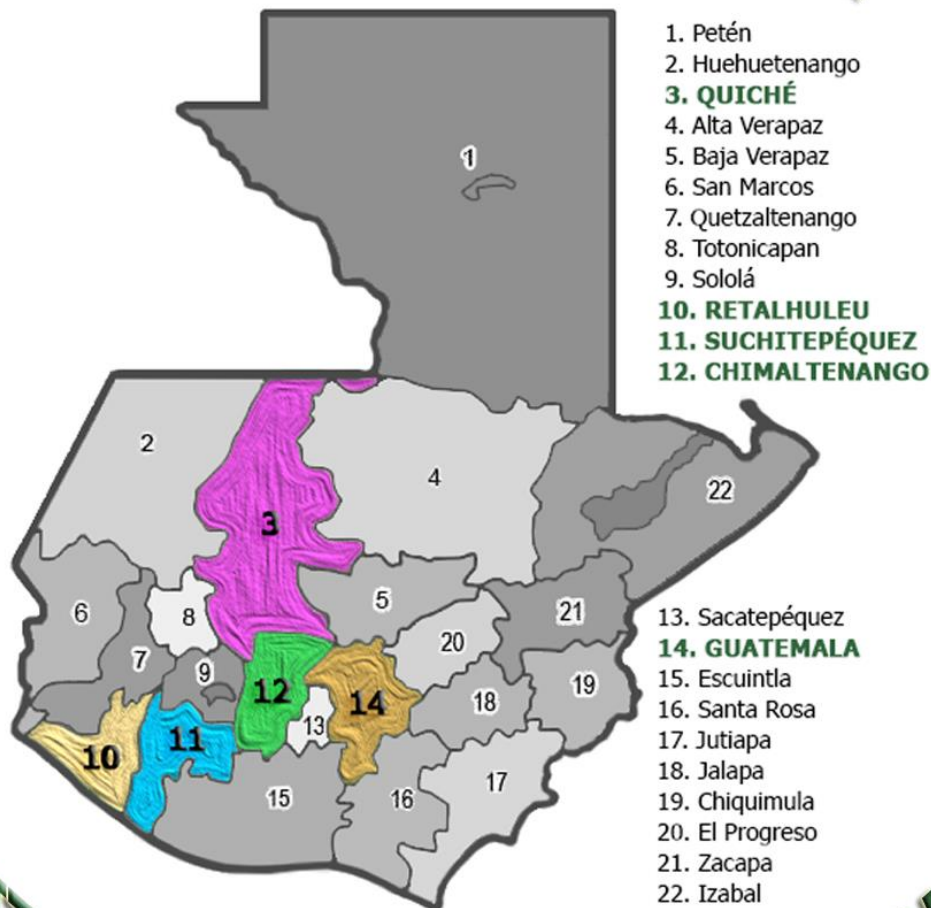 1. Petén
2. Huehuetenango
3. QUICHÉ
4. Alta Verapaz
5. Baja Verapaz
6. San Marcos
7. Quetzaltenango
8. Totonicapan
9. Sololá
10. RETALHULEU
11. SUCHITEPÉQUEZ
12. CHIMALTENANGO
1
2
3
4
22
5
6
8
21
20
7
9
19
12
14
18
13
10
11
17
15
16
13. Sacatepéquez
14. GUATEMALA
15. Escuintla
16. Santa Rosa
17. Jutiapa
18. Jalapa
19. Chiquimula
20. El Progreso
21. Zacapa
22. Izabal